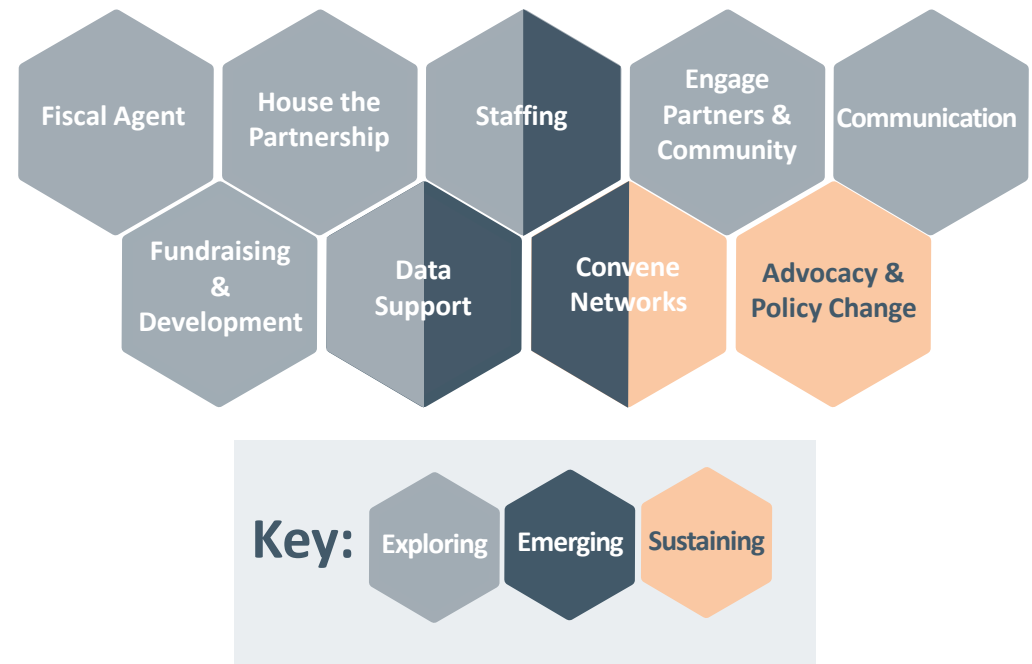 Fiscal Agent
House the
Partnership
Staffing
Engage
Partners &
Community
Communication
Fundraising
&
Development
Data
Support
Convene
Networks
Advocacy &
Policy Change
Key:
Exploring
Emerging
Sustaining